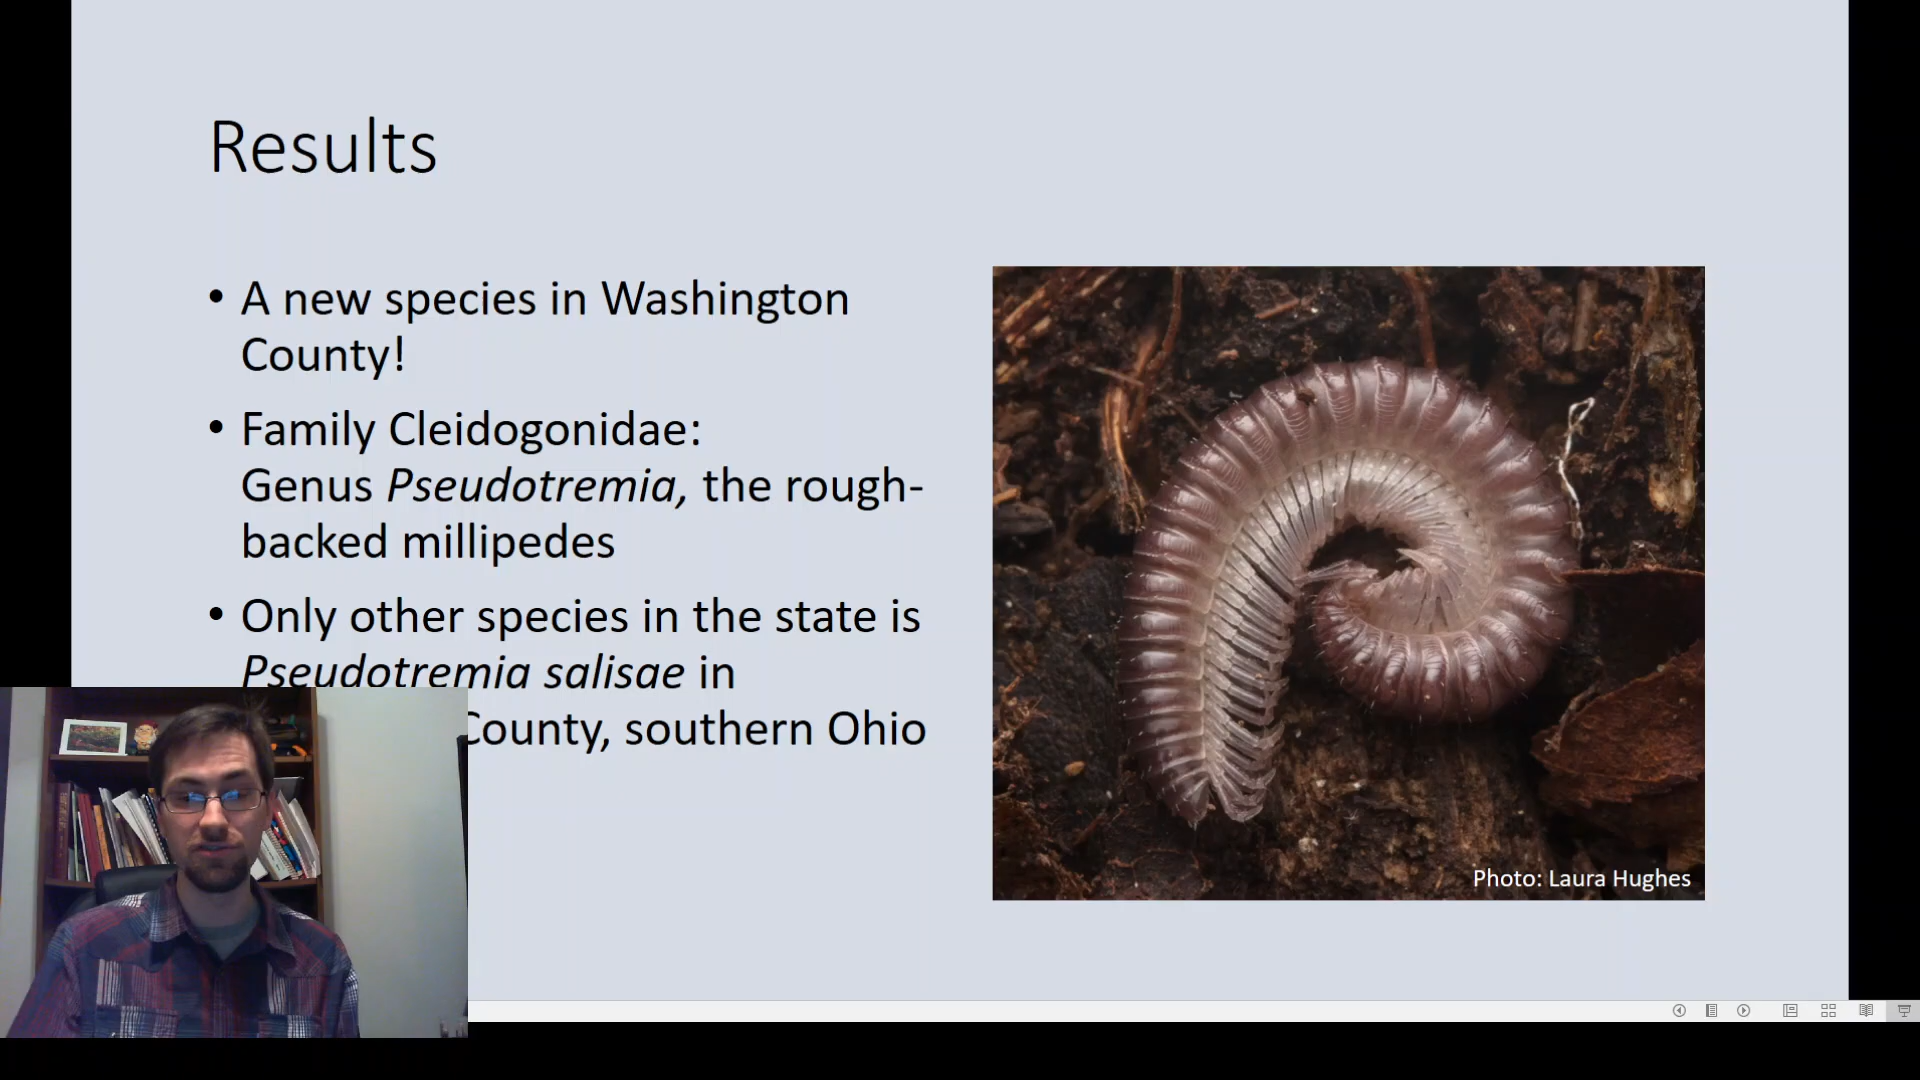 Results
• A new species in Washington
County!
• Family Cleidogonidae:
Genus Pseudotremia, the rough-
backed millipedes
• Only other species in the state is
Pseudotremia salisae in
County, southern Ohio
Photo: Laura Hughes